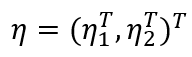 η = (η₁ᵀ, η₂ᵀ)ᵀ